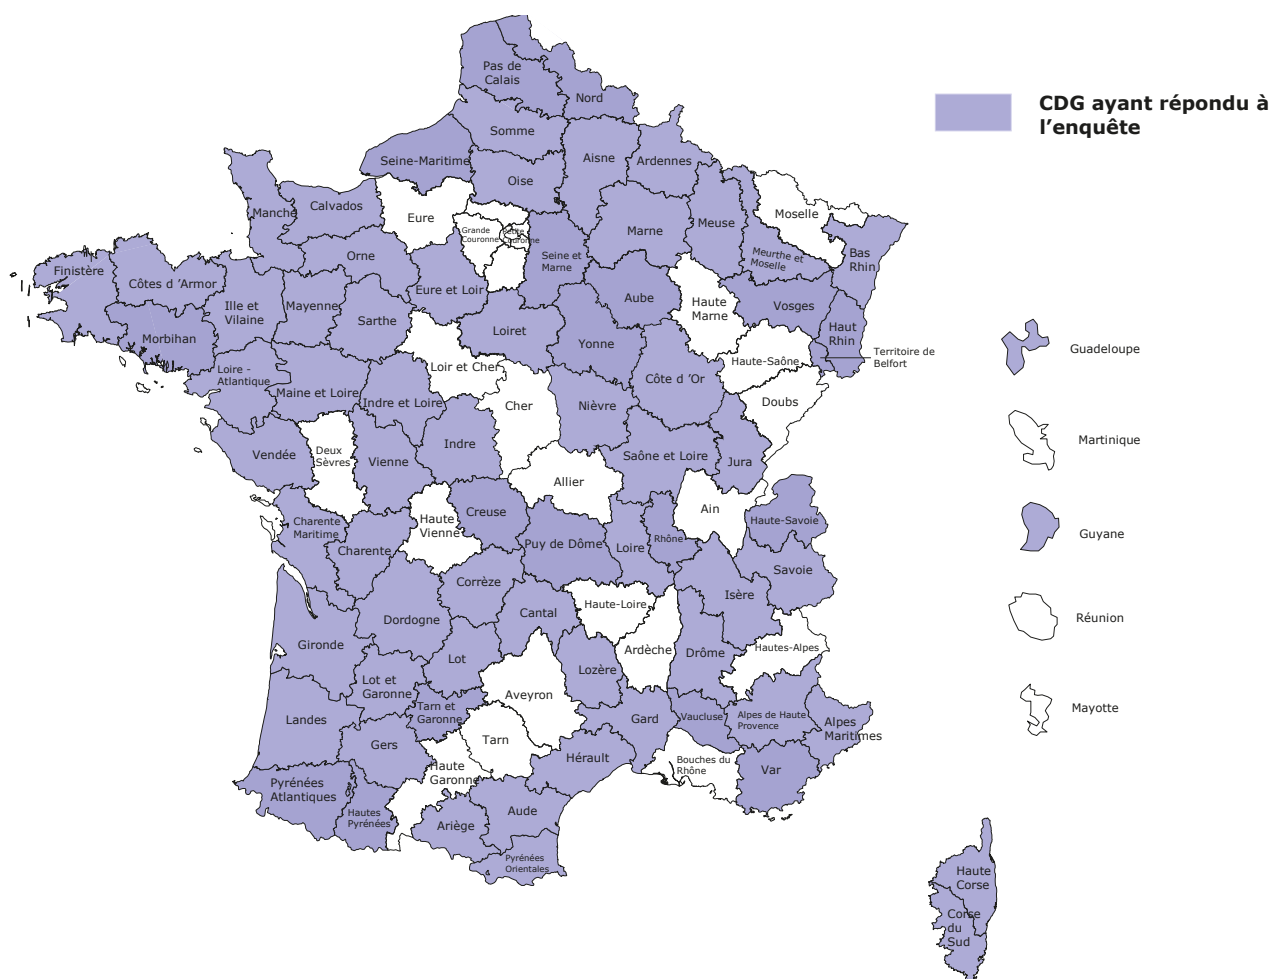 CDG ayant répondu à
l’enquête
Pas de
Calais
Nord
Somme
Seine-Maritime
Aisne
Ardennes
Oise
Manche
Calvados
Eure
Grande
Couronne
Petite
Couronne
Seine et
Marne
Marne
Meuse
Moselle
Meurthe et
Moselle
Bas
Rhin
Finistère
Côtes d ’Armor
Morbihan
Ille et
Vilaine
Orne
Mayenne
Sarthe
Eure et Loir
Loiret
Yonne
Aube
Haute
Marne
Vosges
Haut
Rhin
Territoire de
Belfort
Haute-Saône
Loire -
Atlantique
Maine et Loire
Indre et Loire
Loir et Cher
Cher
Nièvre
Côte d ’Or
Doubs
Vendée
Deux
Sèvres
Vienne
Indre
Allier
Saône et Loire
Jura
Charente
Maritime
Charente
Haute
Vienne
Creuse
Puy de Dôme
Loire
Rhône
Ain
Haute-Savoie
Savoie
Isère
Gironde
Dordogne
Corrèze
Cantal
Haute-Loire
Ardèche
Drôme
Hautes-Alpes
Lot
Lot et
Garonne
Tarn et
Garonne
Aveyron
Lozère
Gard
Vaucluse
Alpes de Haute
Provence
Alpes
Maritimes
Landes
Gers
Tarn
Haute
Garonne
Hérault
Bouches du
Rhône
Var
Pyrénées
Atlantiques
Hautes
Pyrénées
Ariège
Aude
Pyrénées
Orientales
Haute
Corse
Corse
du
Sud
Guadeloupe
Martinique
Guyane
Réunion
Mayotte